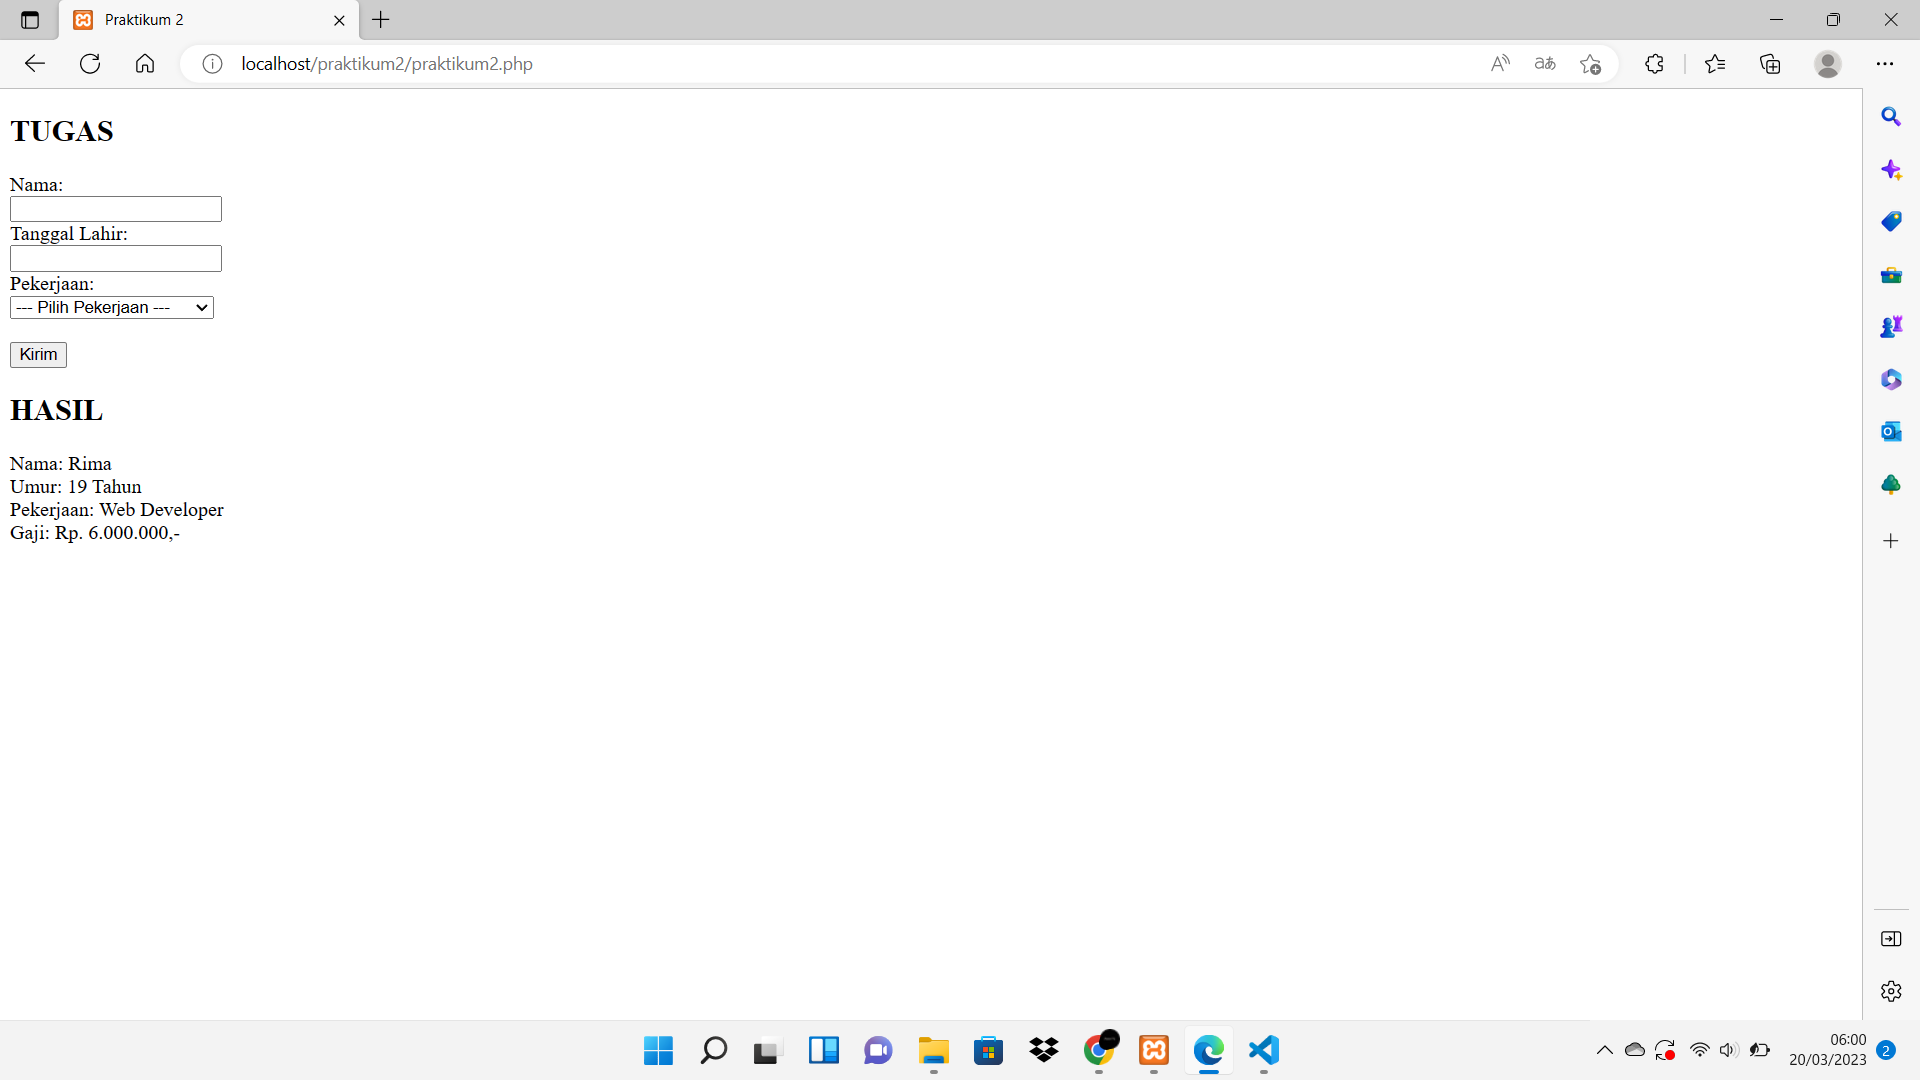 Praktikum 2
localhost/praktikum2/praktikum2.php
TUGAS
Nama:
Tanggal Lahir:
Pekerjaan:
--- Pilih Pekerjaan ---
Kirim
HASIL
Nama: Rima
Umur: 19 Tahun
Pekerjaan: Web Developer
Gaji: Rp. 6.000.000,-
06:00
20/03/2023
2